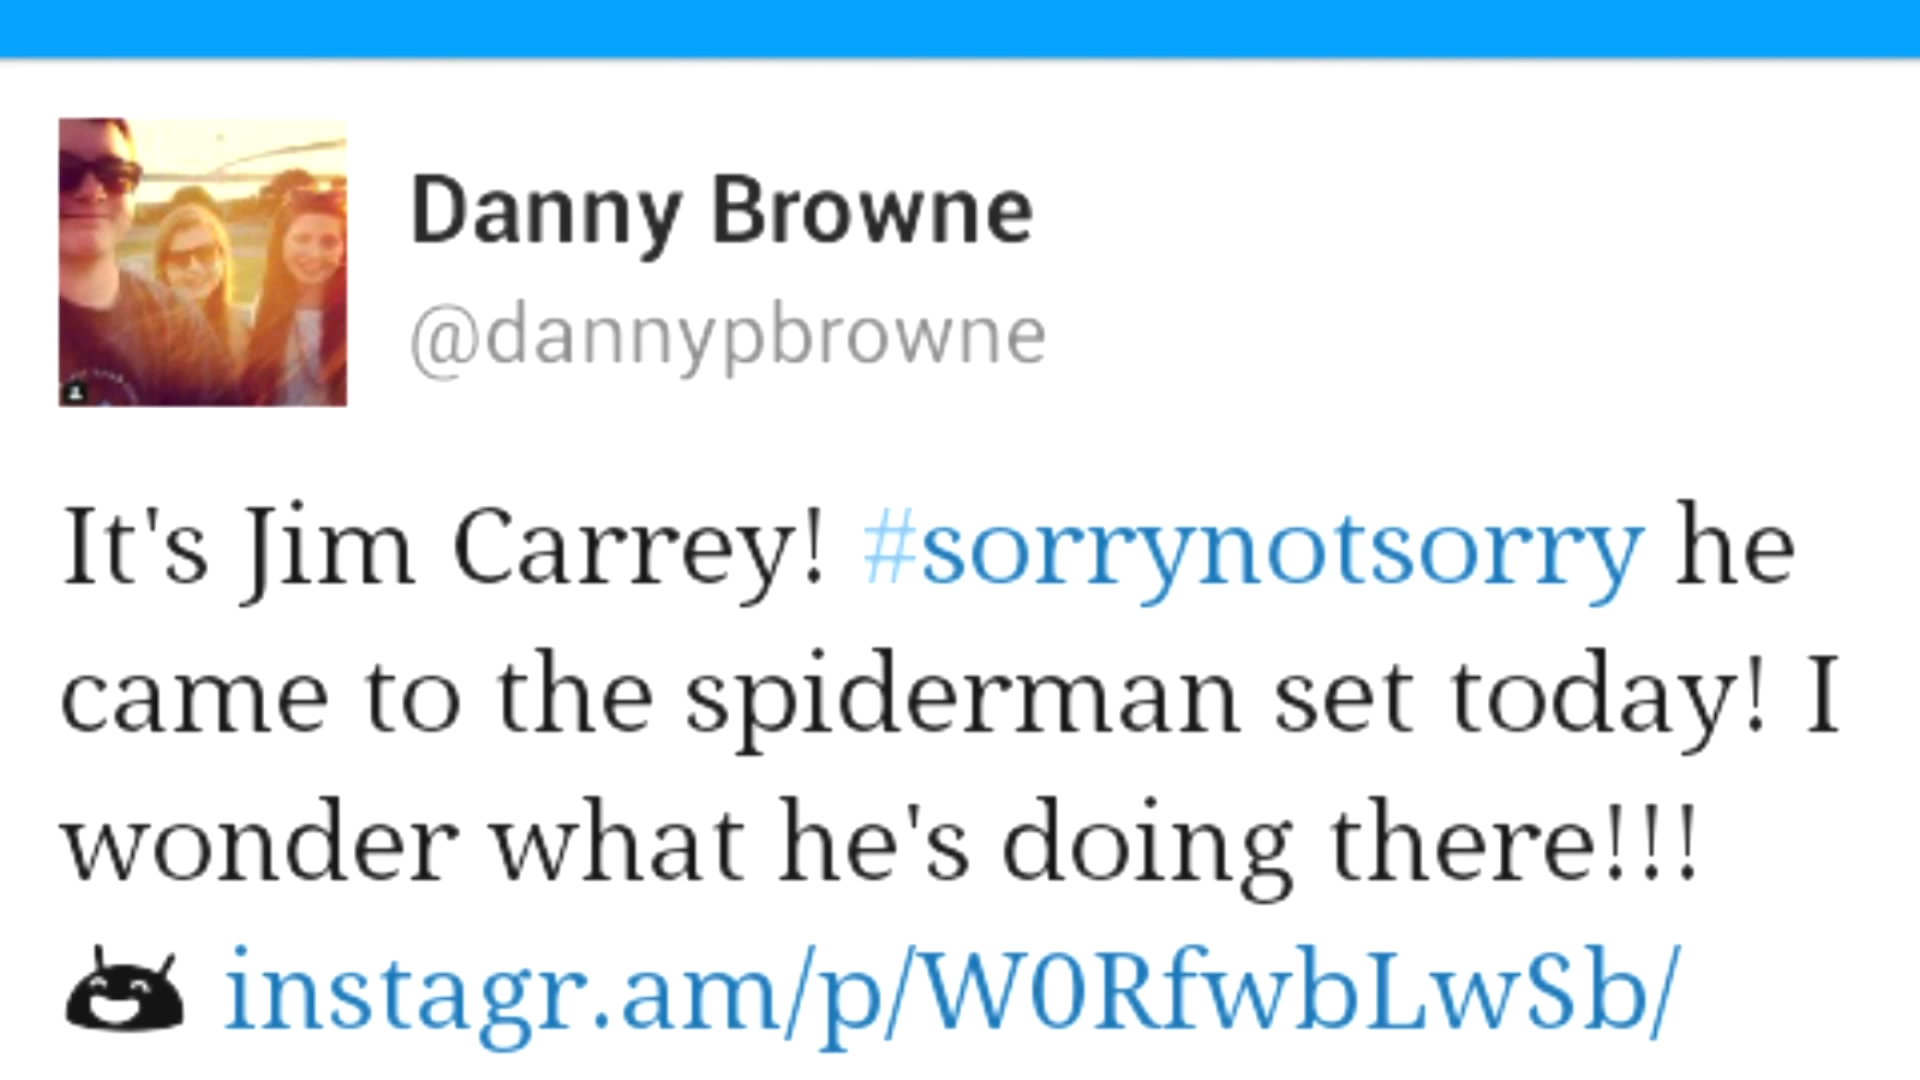 Danny Browne
@dannypbrowne
It's Jim Carrey! #sorrynotsorry he
came to the spiderman set today! I
wonder what he's doing there!!!
instagr.am/p/W0RfwbLwSb/